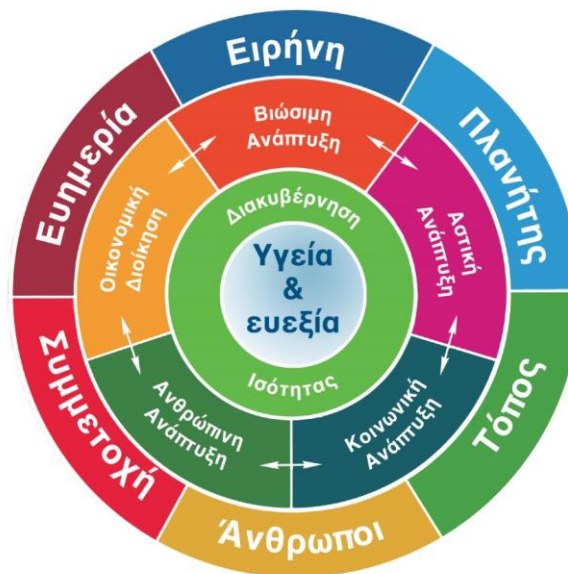 Ειρήνη
Πλανήτης
Τόπος
Άνθρωποι
Συμμετοχή
Ευημερία
Βιώσιμη
Ανάπτυξη
Αστική
Ανάπτυξη
Κοινωνική
Ανάπτυξη
Ανθρώπινη
Ανάπτυξη
Οικονομική
Διοίκηση
Διακυβέρνηση
Ισότητας
Υγεία
&
ευεξία